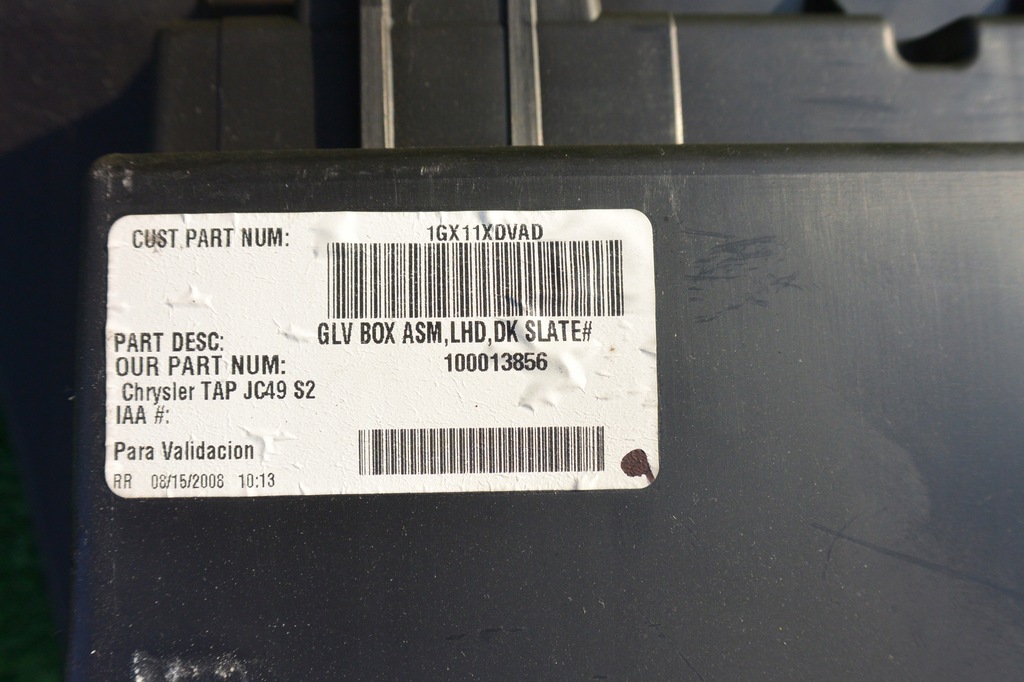 CUST PART NUM: 1GX11XDVAD
PART DESC: GLV BOX ASM,LHD,DK SLATE#
OUR PART NUM: 100013856
Chrysler TAP JC49 S2
IAA #:
Para Validacion
RR 08/15/2008 10:13